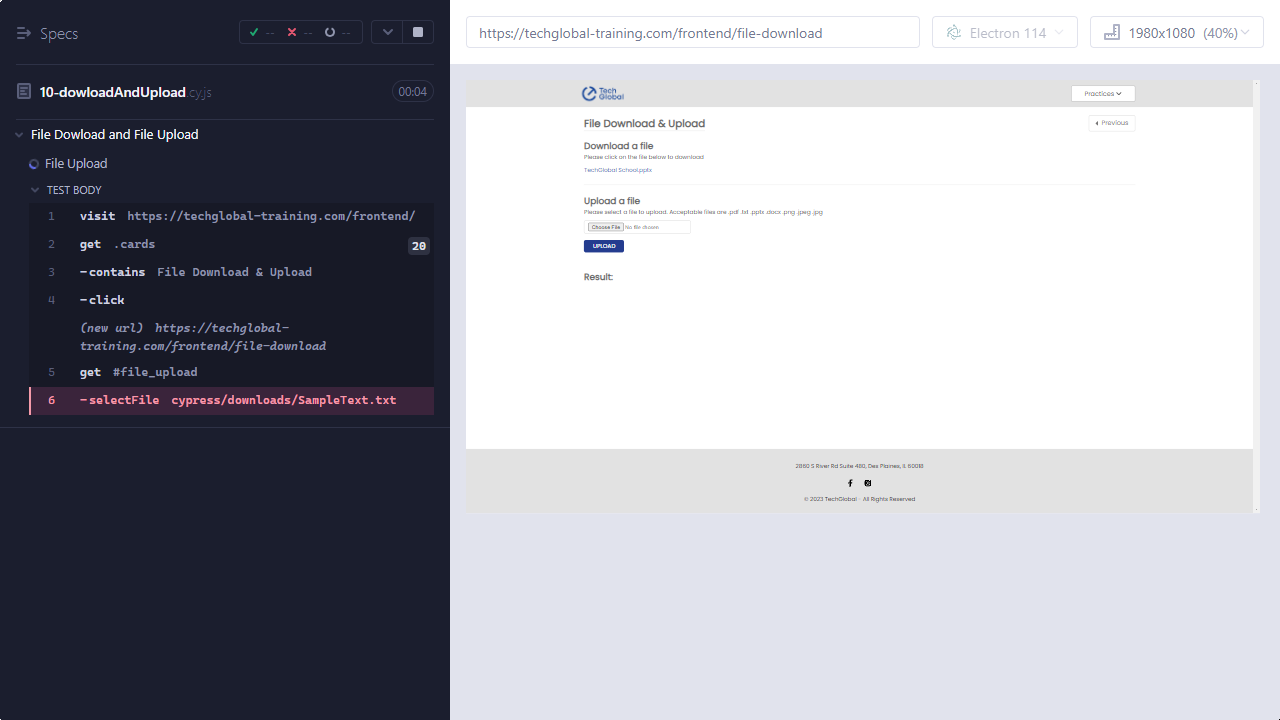 Specs
-- -- --
10-dowloadAndUpload.cy.js
00:04
File Dowload and File Upload
File Upload
TEST BODY
1 visit https://techglobal-training.com/frontend/
2 get .cards 20
3 -contains File Download & Upload
4 -click
(new url) https://techglobal-
training.com/frontend/file-download
5 get #file_upload
6 -selectFile cypress/downloads/SampleText.txt
https://techglobal-training.com/frontend/file-download
Electron 114
1980x1080 (40%)
Tech
Global
Practices
File Download & Upload
Previous
Download a file
Please click on the file below to download
TechGlobal School.pptx
Upload a file
Please select a file to upload. Acceptable files are .pdf .txt .pptx .docx .png .jpeg .jpg
Choose File No file chosen
UPLOAD
Result:
2860 S River Rd Suite 480, Des Plaines, IL 60018
© 2023 TechGlobal - All Rights Reserved